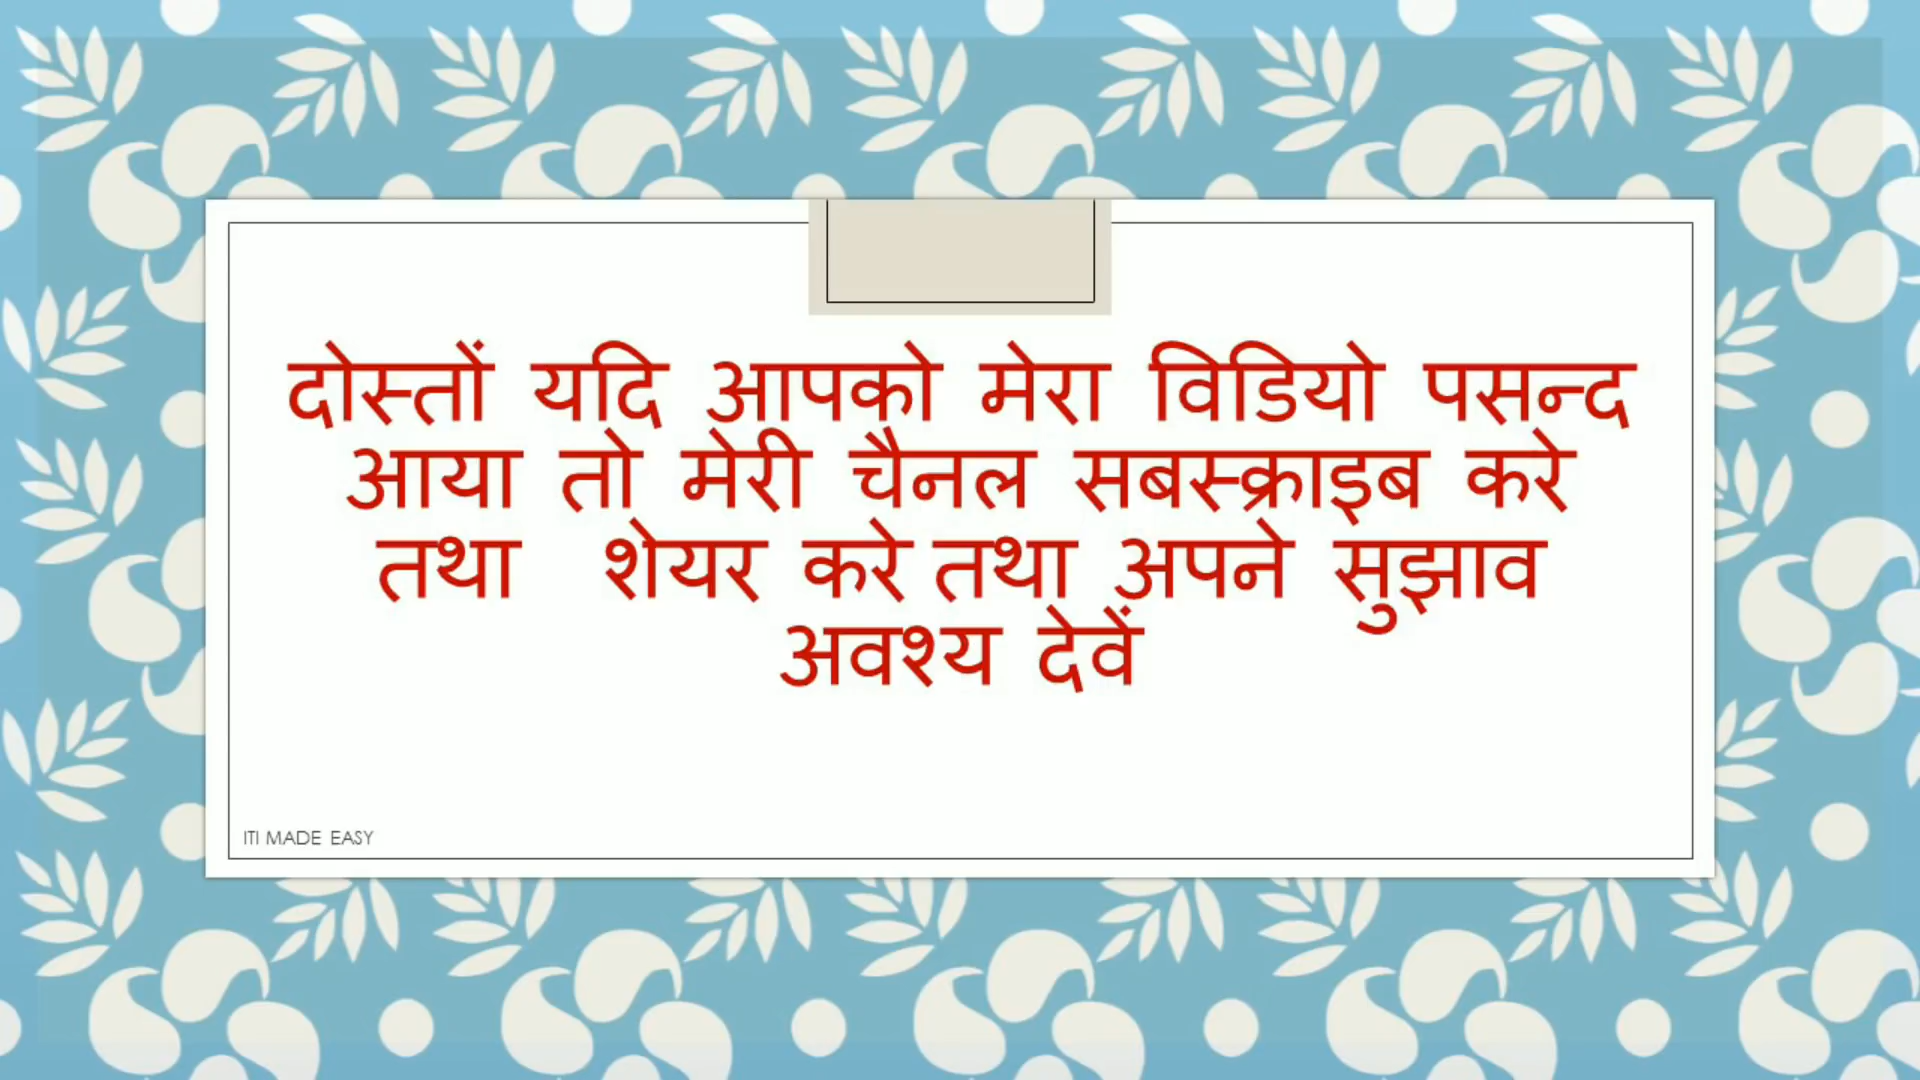 दोस्तों यदि आपको मेरा विडियो पसन्द
आया तो मेरी चैनल सबस्क्राइब करे
तथा शेयर करे तथा अपने सुझाव
अवश्य देवें
ITI MADE EASY